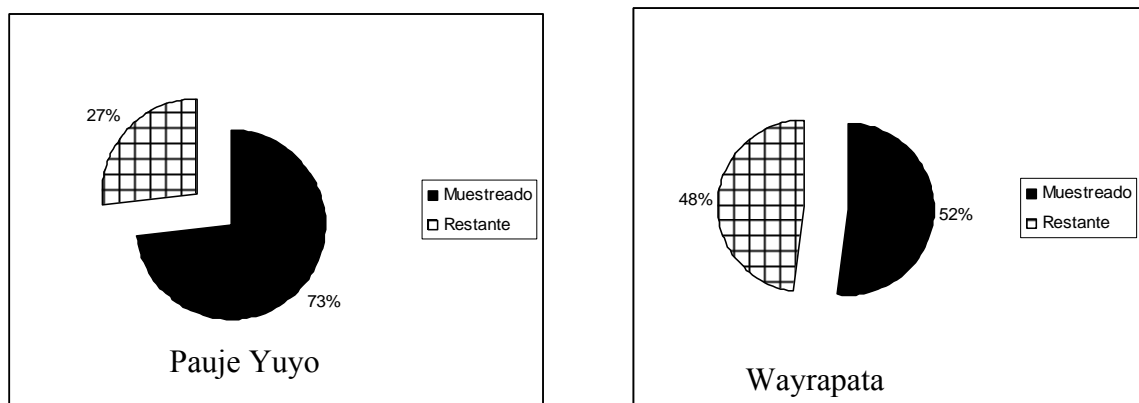 27%
Muestreado
Restante
73%
Pauje Yuyo
48%
Muestreado
Restante
52%
Wayrapata